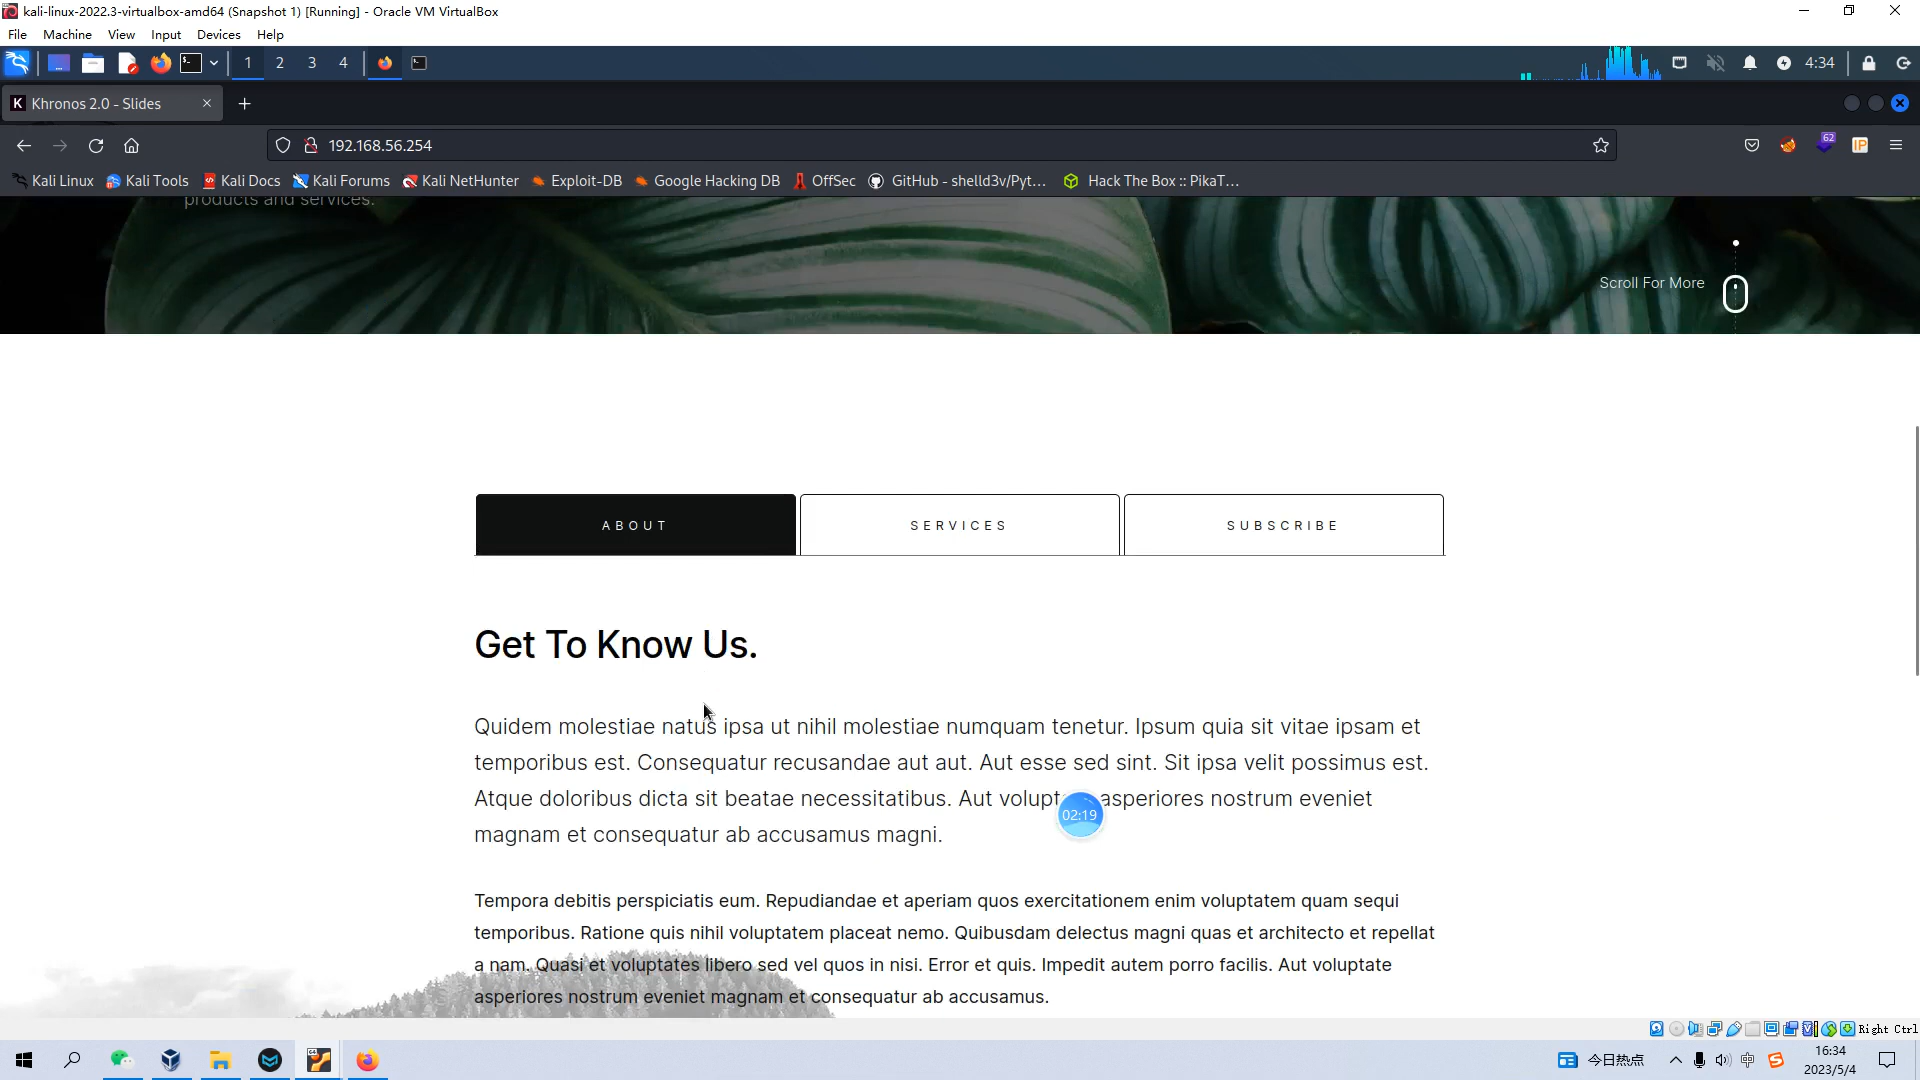 kali-linux-2022.3-virtualbox-amd64 (Snapshot 1) [Running] - Oracle VM VirtualBox
File Machine View Input Devices Help
1 2 3 4 4:34
Khronos 2.0 - Slides
192.168.56.254
62
IP
Kali Linux Kali Tools Kali Docs Kali Forums Kali NetHunter Exploit-DB Google Hacking DB OffSec GitHub - shelld3v/Pyt... Hack The Box :: PikaT...
products and services.
Scroll For More
ABOUT SERVICES SUBSCRIBE
Get To Know Us.
Quidem molestiae natus ipsa ut nihil molestiae numquam tenetur. Ipsum quia sit vitae ipsam et
temporibus est. Consequatur recusandae aut aut. Aut esse sed sint. Sit ipsa velit possimus est.
Atque doloribus dicta sit beatae necessitatibus. Aut asperiores nostrum eveniet
02:19
magnam et consequatur ab accusamus magni.
Tempora debitis perspiciatis eum. Repudiandae et aperiam quos exercitationem enim voluptatem quam sequi
temporibus. Ratione quis nihil voluptatem placeat nemo. Quibusdam delectus magni quas et architecto et repellat
a nam. Quasi et voluptates libero sed vel quos in nisi. Error et quis. Impedit autem porro facilis. Aut voluptate
asperiores nostrum eveniet magnam et consequatur ab accusamus.
Right Ctrl
今日热点 中 16:34
2023/5/4